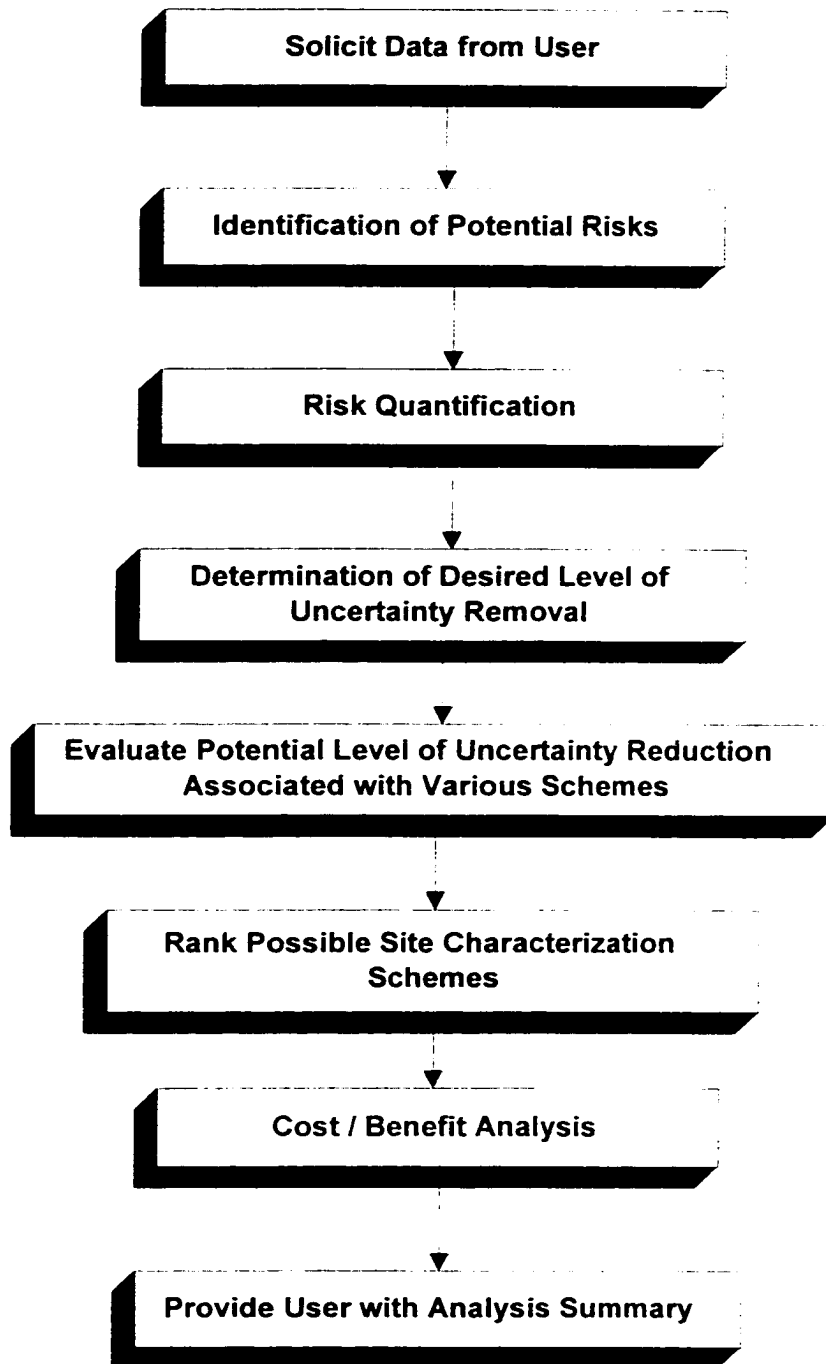 Solicit Data from User
Identification of Potential Risks
Risk Quantification
Determination of Desired Level of
Uncertainty Removal
Evaluate Potential Level of Uncertainty Reduction
Associated with Various Schemes
Rank Possible Site Characterization
Schemes
Cost / Benefit Analysis
Provide User with Analysis Summary